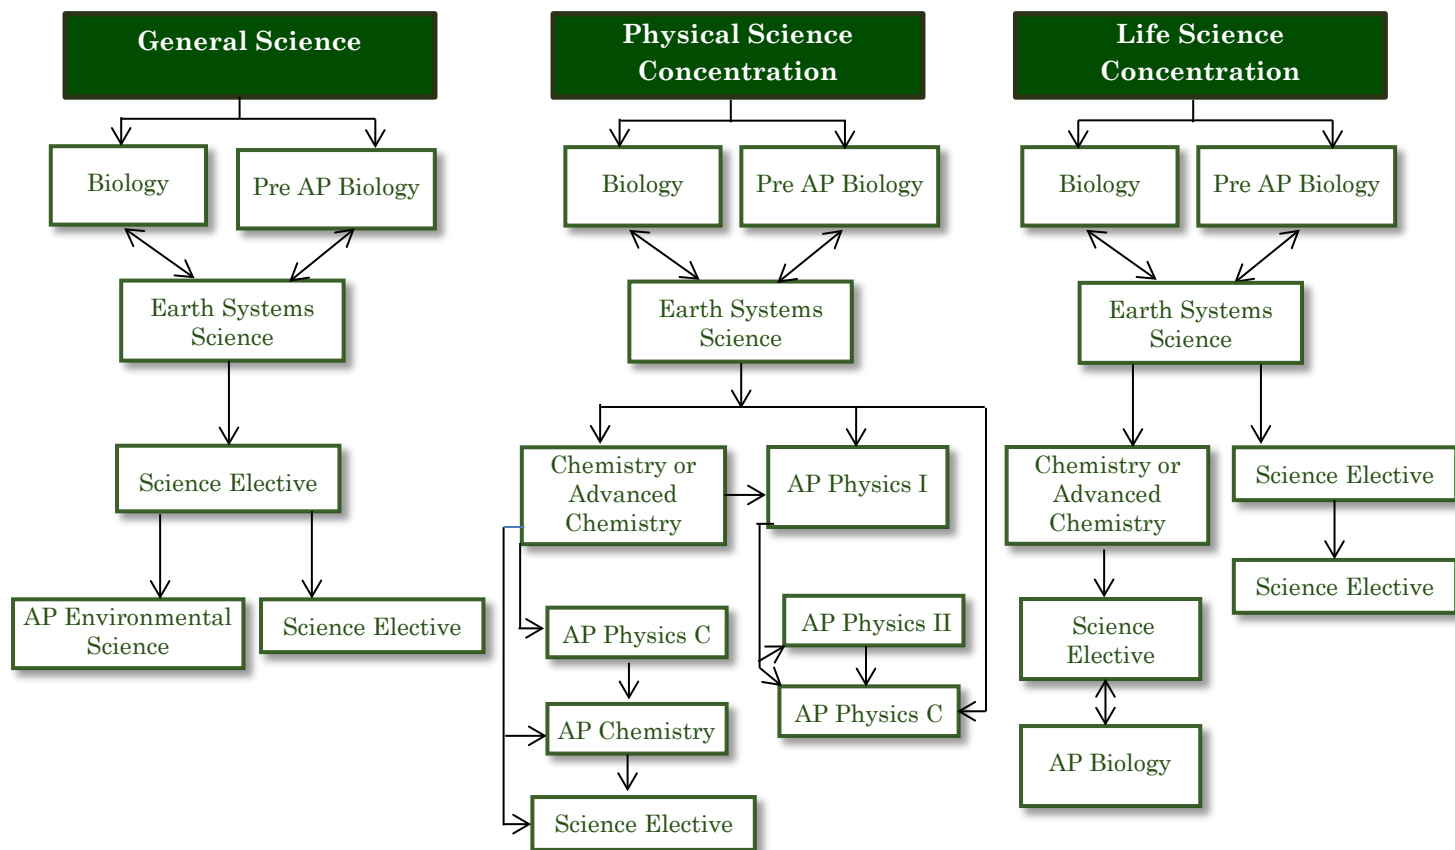 General Science
Biology
Pre AP Biology
Earth Systems
Science
Science Elective
AP Environmental
Science
Science Elective
Physical Science
Concentration
Biology
Pre AP Biology
Earth Systems
Science
Chemistry or
Advanced
Chemistry
AP Physics I
AP Physics C
AP Physics II
AP Chemistry
AP Physics C
Science Elective
Life Science
Concentration
Biology
Pre AP Biology
Earth Systems
Science
Chemistry or
Advanced
Chemistry
Science Elective
Science Elective
Science
Elective
AP Biology